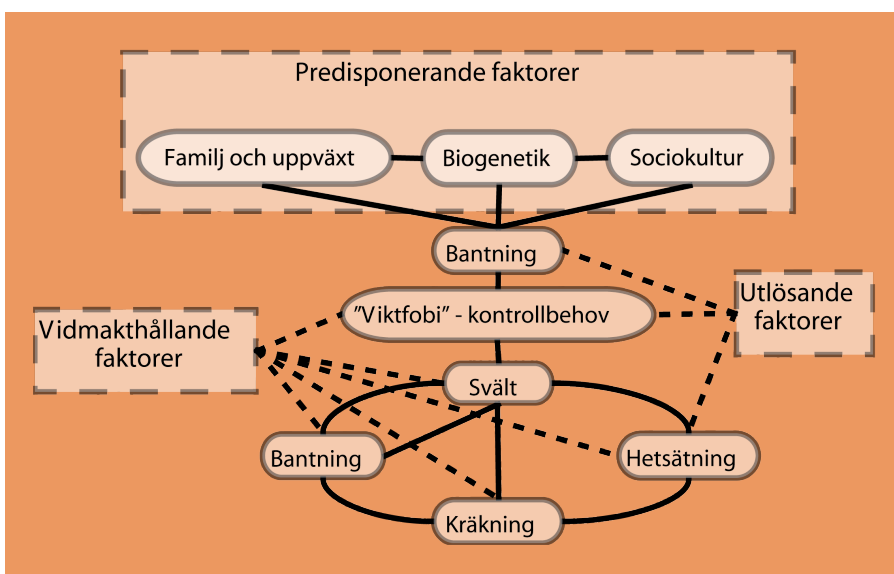 Predisponerande faktorer
Familj och uppväxt
Biogenetik
Sociokultur
Bantning
”Viktfobi” - kontrollbehov
Utlösande
faktorer
Vidmakthållande
faktorer
Svält
Bantning
Hetsätning
Kräkning